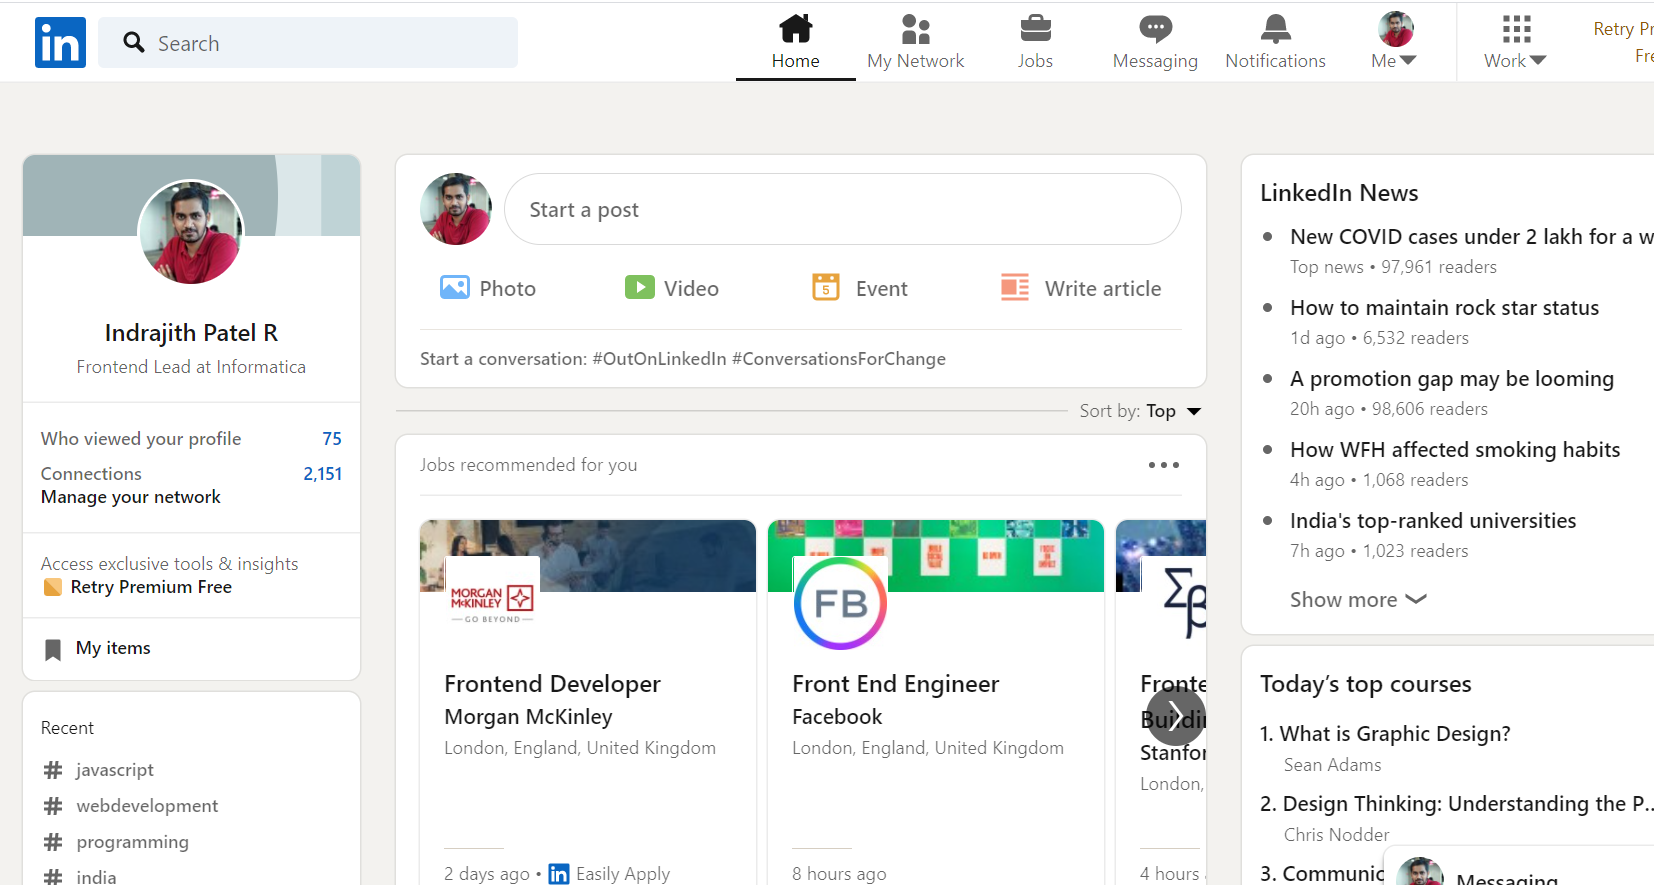 in
Search
Home
My Network
Jobs
Messaging
Notifications
Me
Work
Retry
Indrajith Patel R
Frontend Lead at Informatica
Who viewed your profile 75
Connections 2,151
Manage your network
Access exclusive tools & insights
Retry Premium Free
My items
Recent
# javascript
# webdevelopment
# programming
# india
Start a post
Photo
Video
5
Event
Write article
Start a conversation: #OutOnLinkedIn #ConversationsForChange
Sort by: Top
Jobs recommended for you
MORGAN
McKINLEY
GO BEYOND
Frontend Developer
Morgan McKinley
London, England, United Kingdom
2 days ago • in Easily Apply
FB
Front End Engineer
Facebook
London, England, United Kingdom
8 hours ago
Σβ
London,
4 hours
LinkedIn News
New COVID cases under 2 lakh for a w
Top news • 97,961 readers
How to maintain rock star status
1d ago • 6,532 readers
A promotion gap may be looming
20h ago • 98,606 readers
How WFH affected smoking habits
4h ago • 1,068 readers
India's top-ranked universities
7h ago • 1,023 readers
Show more
Today’s top courses
1. What is Graphic Design?
Sean Adams
2. Design Thinking: Understanding the P...
Chris Nodder
3. Communic
Messaging